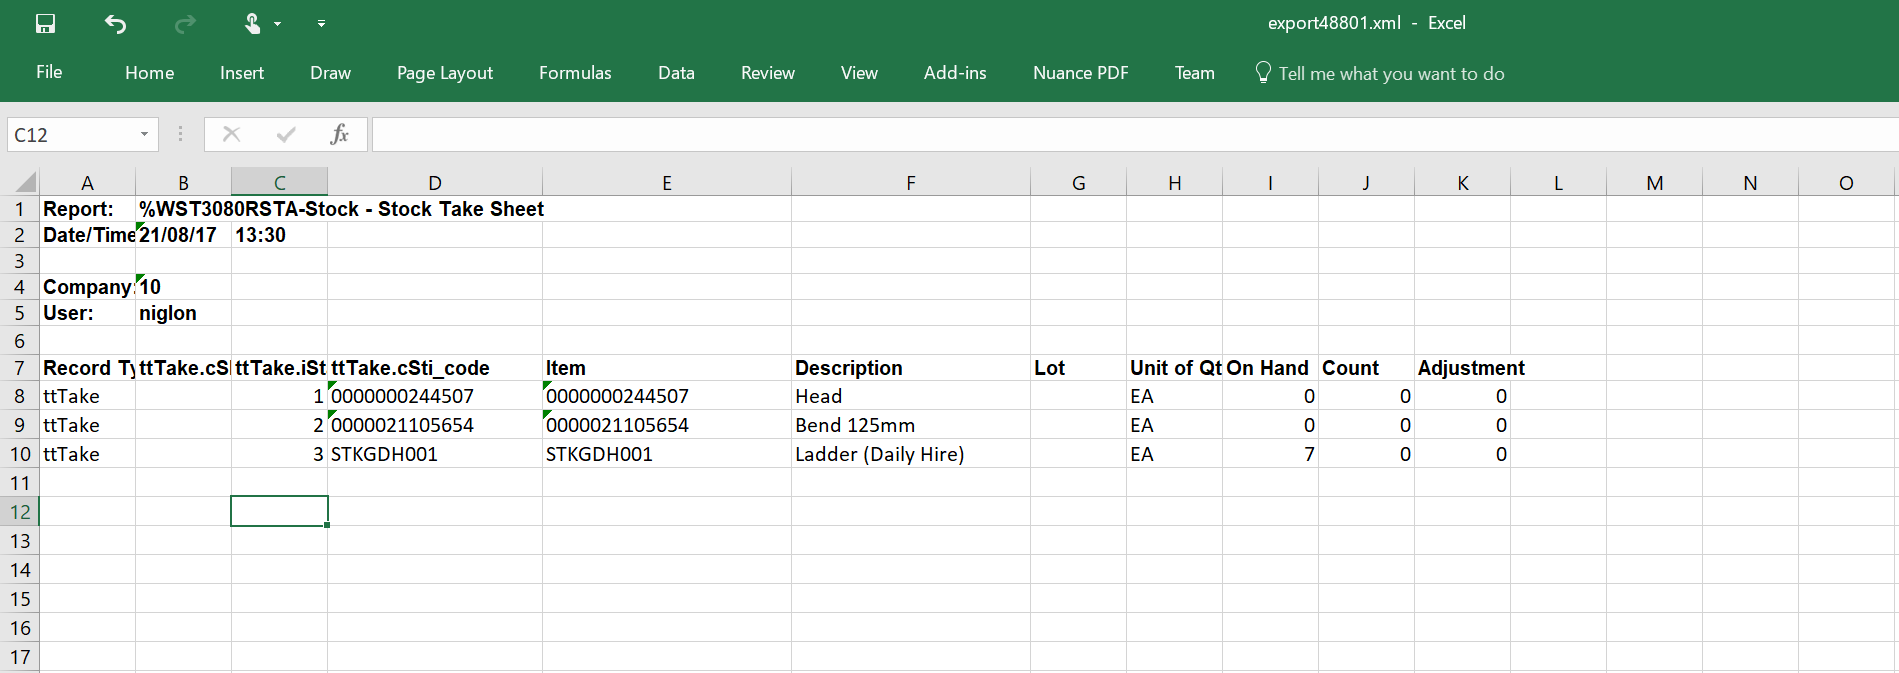 export48801.xml - Excel
File Home Insert Draw Page Layout Formulas Data Review View Add-ins Nuance PDF Team Tell me what you want to do
C12 fx
A B C D E F G H I J K L M N O
1 Report: %WST3080RSTA-Stock - Stock Take Sheet
2 Date/Time 21/08/17 13:30
3
4 Company: 10
5 User: niglon
6
7 Record Ty ttTake.cSl ttTake.iSt ttTake.cSti_code Item Description Lot Unit of Qt On Hand Count Adjustment
8 ttTake 1 0000000244507 0000000244507 Head EA 0 0 0
9 ttTake 2 0000021105654 0000021105654 Bend 125mm EA 0 0 0
10 ttTake 3 STKGDH001 STKGDH001 Ladder (Daily Hire) EA 7 0 0
11
12
13
14
15
16
17